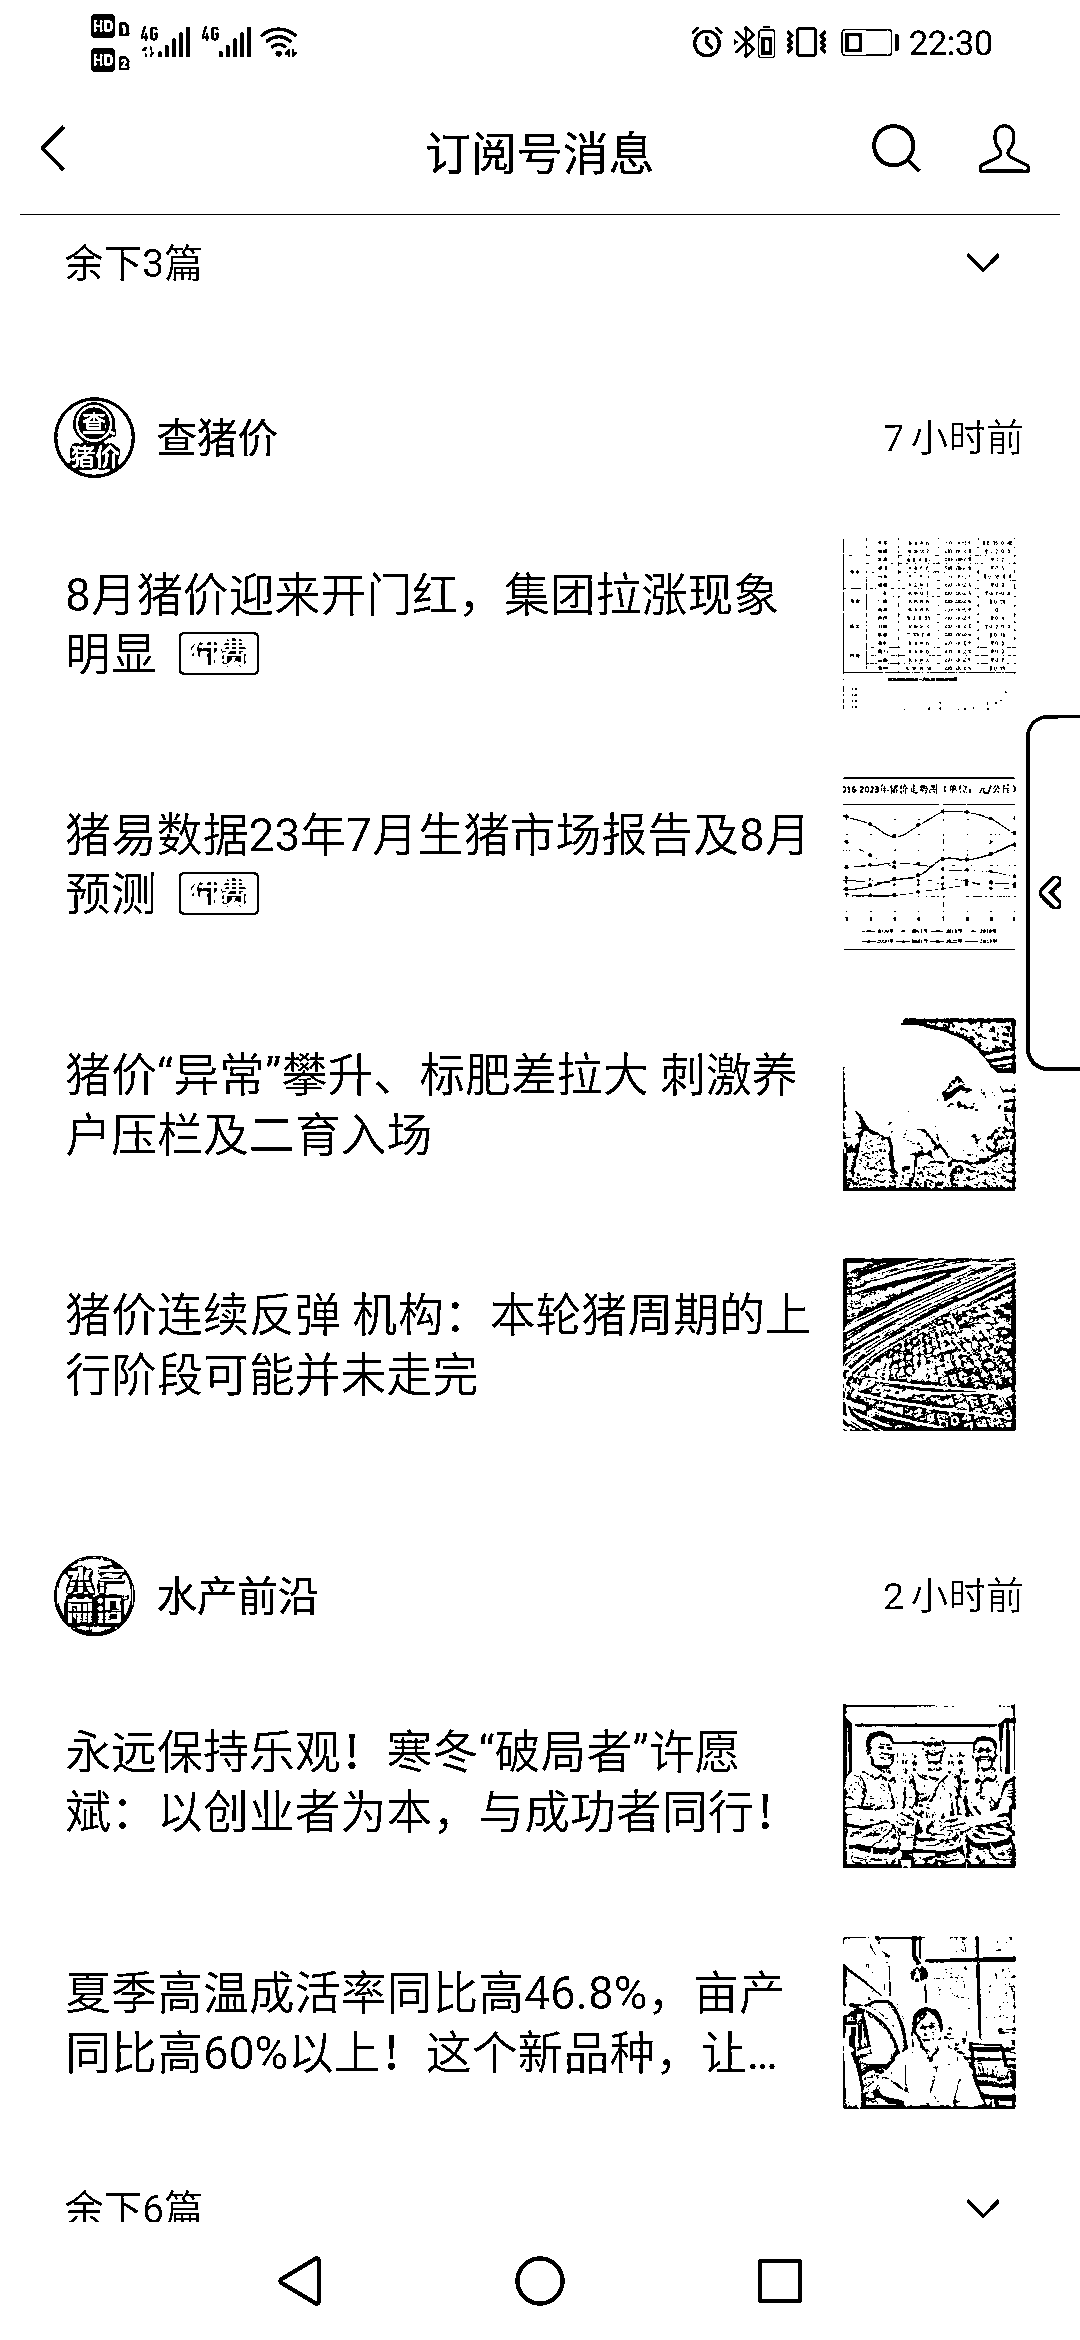 HD 1 4G 4G 22:30
HD 2
订阅号消息
余下3篇
查猪价
查猪价 7小时前
8月猪价迎来开门红，集团拉涨现象
明显 付费
猪易数据23年7月生猪市场报告及8月
预测 付费
猪价“异常”攀升、标肥差拉大 刺激养
户压栏及二育入场
猪价连续反弹 机构：本轮猪周期的上
行阶段可能并未走完
水产前沿
水产前沿 2小时前
永远保持乐观！寒冬“破局者”许愿
斌：以创业者为本，与成功者同行！
夏季高温成活率同比高46.8%，亩产
同比高60%以上！这个新品种，让...
余下6篇